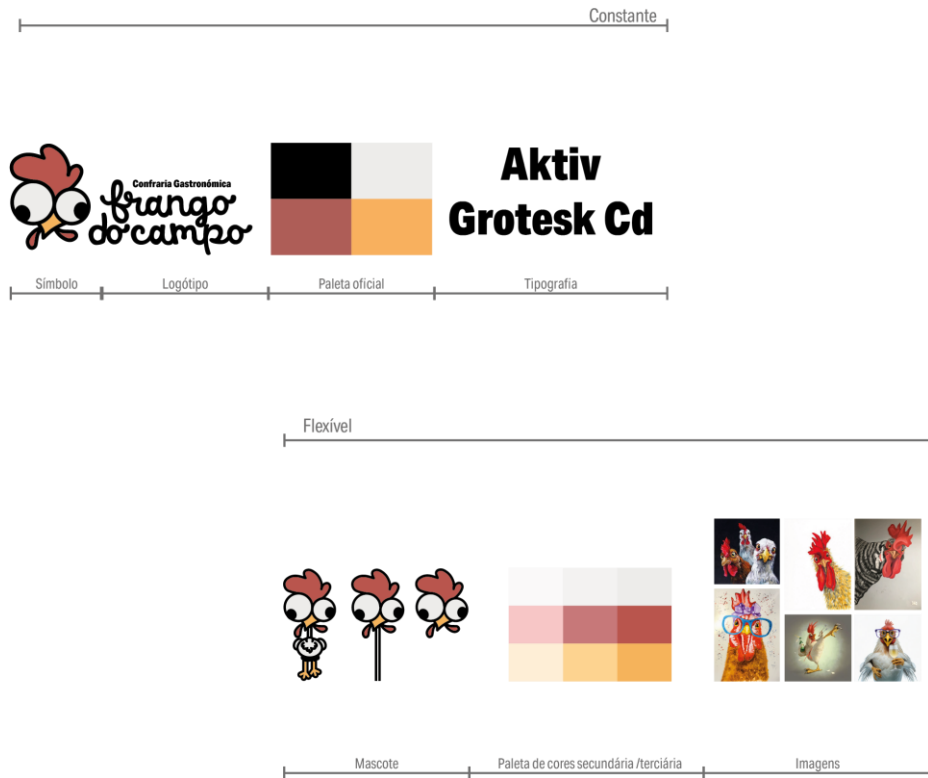 Constante
Confraria Gastronómica
frango
do campo
Aktiv
Grotesk Cd
Símbolo
Logótipo
Paleta oficial
Tipografia
Flexível
Mascote
Paleta de cores secundária /terciária
Imagens